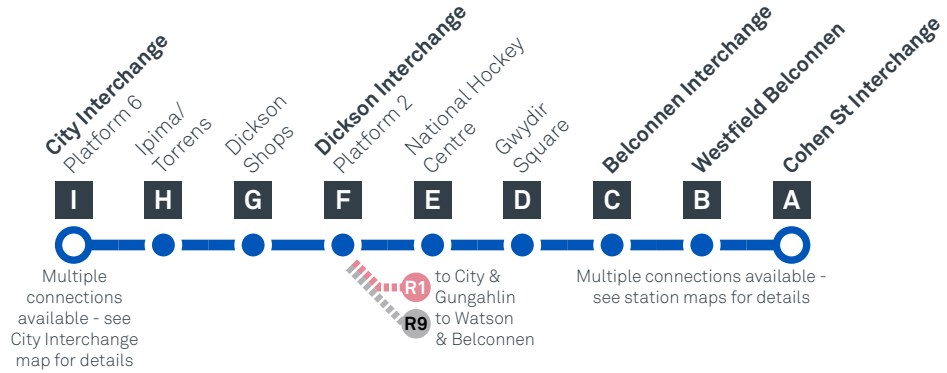 City Interchange
Platform 6
Ipima/
Torrens
Dickson
Shops
Dickson Interchange
Platform 2
National Hockey
Centre
Gwydir
Square
Belconnen Interchange
Westfield Belconnen
Cohen St Interchange
I
H
G
F
E
D
C
B
A
Multiple
connections
available - see
City Interchange
map for details
R1
to City &
Gungahlin
R9
to Watson
& Belconnen
Multiple connections available -
see station maps for details